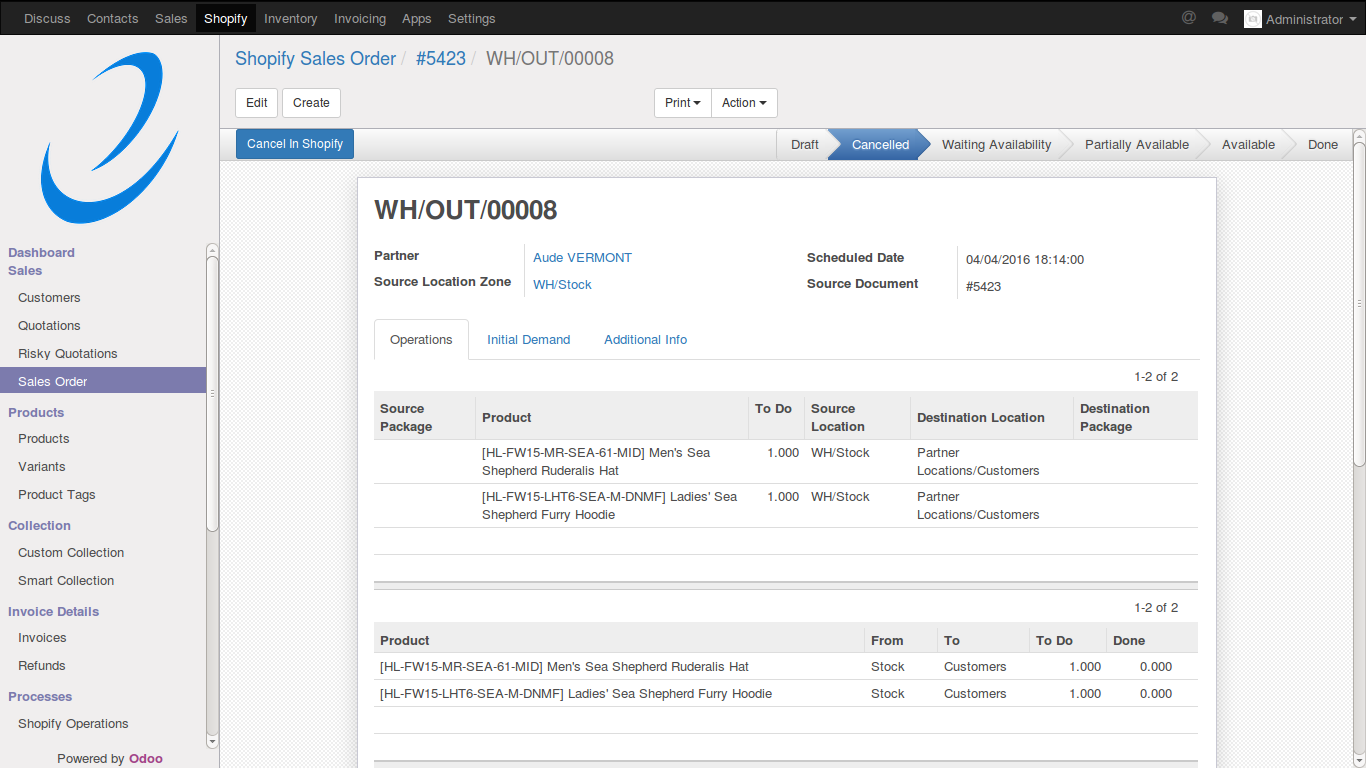 Discuss Contacts Sales Shopify Inventory Invoicing Apps Settings @ Administrator
Shopify Sales Order / #5423 / WH/OUT/00008
Edit Create Print Action
Cancel In Shopify Draft Cancelled Waiting Availability Partially Available Available Done
Dashboard
Sales
Customers
Quotations
Risky Quotations
Sales Order
Products
Products
Variants
Product Tags
Collection
Custom Collection
Smart Collection
Invoice Details
Invoices
Refunds
Processes
Shopify Operations
Powered by Odoo
WH/OUT/00008
Partner Aude VERMONT Scheduled Date 04/04/2016 18:14:00
Source Location Zone WH/Stock Source Document #5423
Operations Initial Demand Additional Info
1-2 of 2
Source Package Product To Do Source Location Destination Location Destination Package
[HL-FW15-MR-SEA-61-MID] Men's Sea 1.000 WH/Stock Partner
Shepherd Ruderalis Hat Locations/Customers
[HL-FW15-LHT6-SEA-M-DNMF] Ladies' Sea 1.000 WH/Stock Partner
Shepherd Furry Hoodie Locations/Customers
1-2 of 2
Product From To To Do Done
[HL-FW15-MR-SEA-61-MID] Men's Sea Shepherd Ruderalis Hat Stock Customers 1.000 0.000
[HL-FW15-LHT6-SEA-M-DNMF] Ladies' Sea Shepherd Furry Hoodie Stock Customers 1.000 0.000